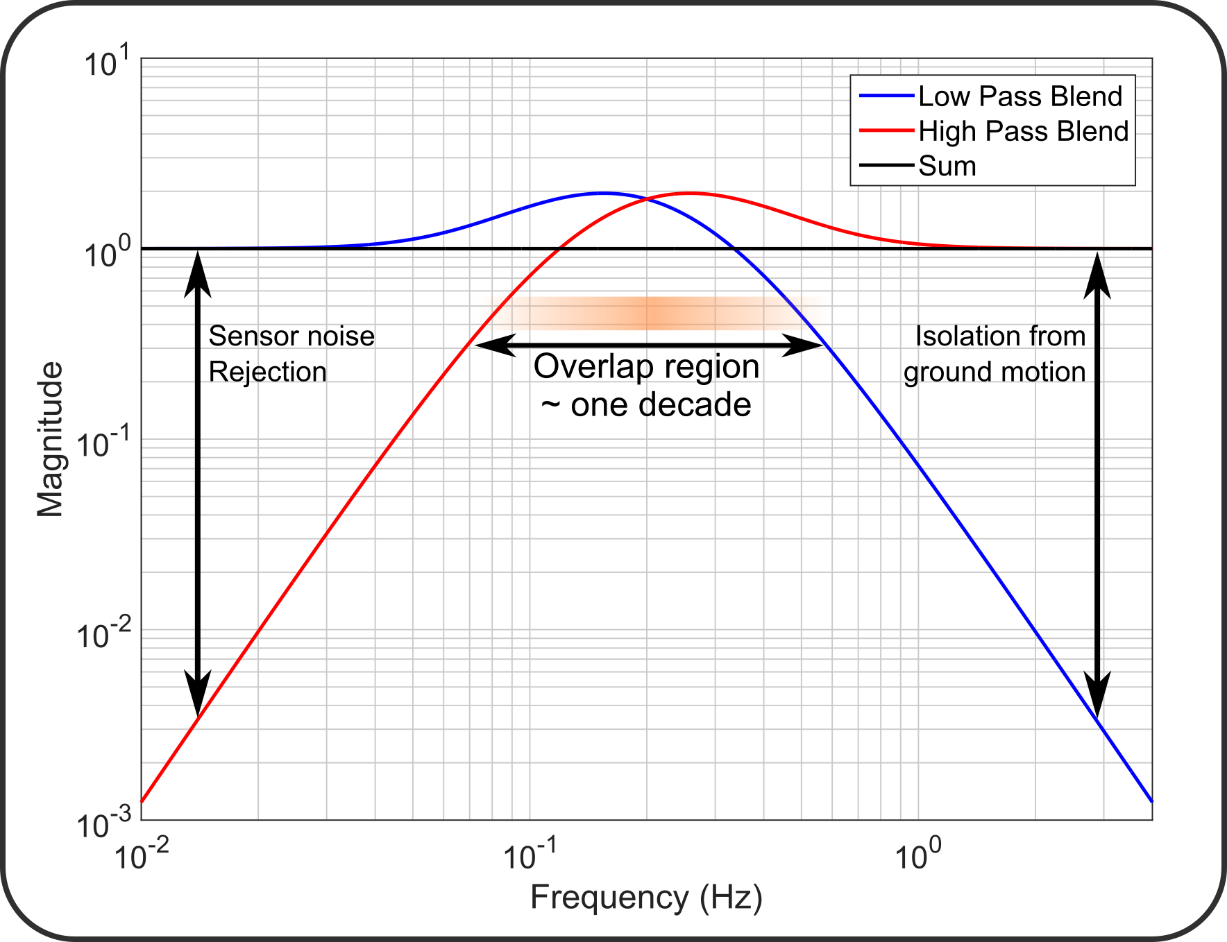 10^1
Low Pass Blend
High Pass Blend
Sum
10^0
Sensor noise
Rejection
Isolation from
ground motion
Overlap region
~ one decade
10^-1
Magnitude
10^-2
10^-3
10^-2
10^-1
10^0
Frequency (Hz)